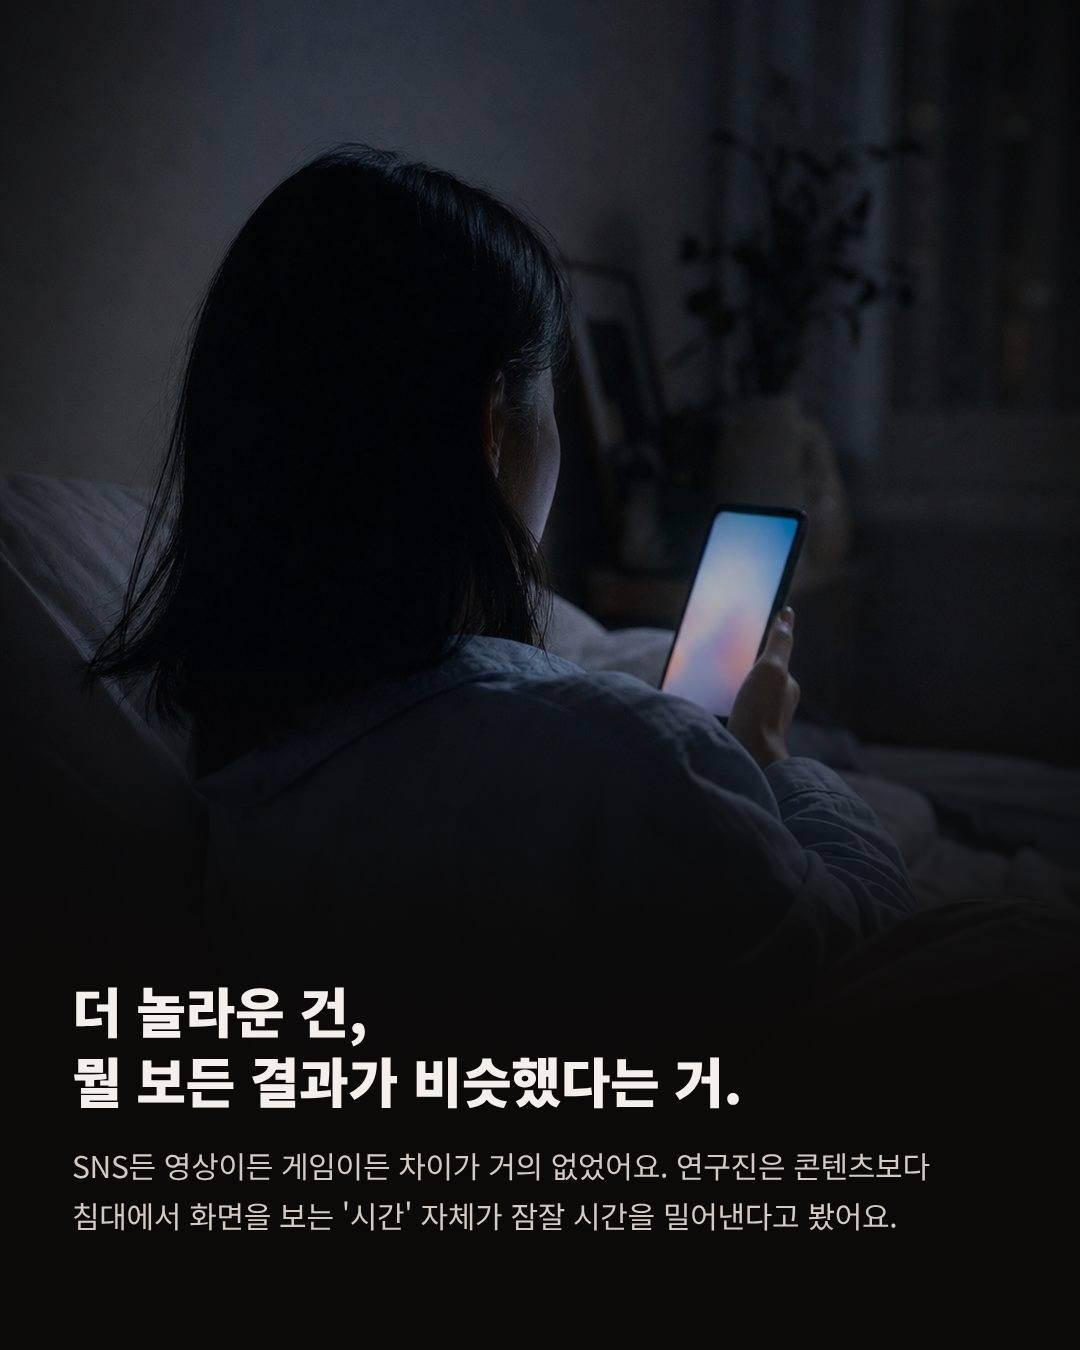 더 놀라운 건,
뭘 보든 결과가 비슷했다는 거.
SNS든 영상이든 게임이든 차이가 거의 없었어요. 연구진은 콘텐츠보다
침대에서 화면을 보는 '시간' 자체가 잠잘 시간을 밀어낸다고 봤어요.